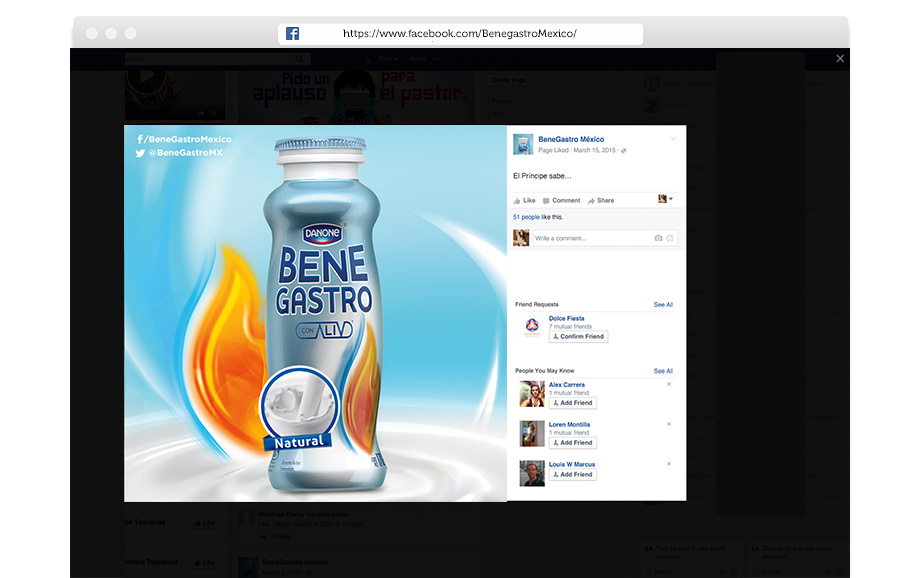 https://www.facebook.com/BenegastroMexico/
Create Page
Pido un
aplauso
para
el pastor.
f/BeneGastroMexico
@BeneGastroMX
DANONE
BENE
GASTRO
CON ALIV
Natural
BeneGastro México
Page Liked · March 15, 2015 ·
El Príncipe sabe...
Like Comment Share
51 people like this.
Write a comment...
Friend Requests See All
Dolce Fiesta
7 mutual friends
Confirm Friend
People You May Know See All
Alex Carrera
1 mutual friend
Add Friend
Loren Montilla
1 mutual friend
Add Friend
Louis W Marcus
Add Friend
Taquerias
Like
1 Reply
Taquerias
Like
BeneGastro México